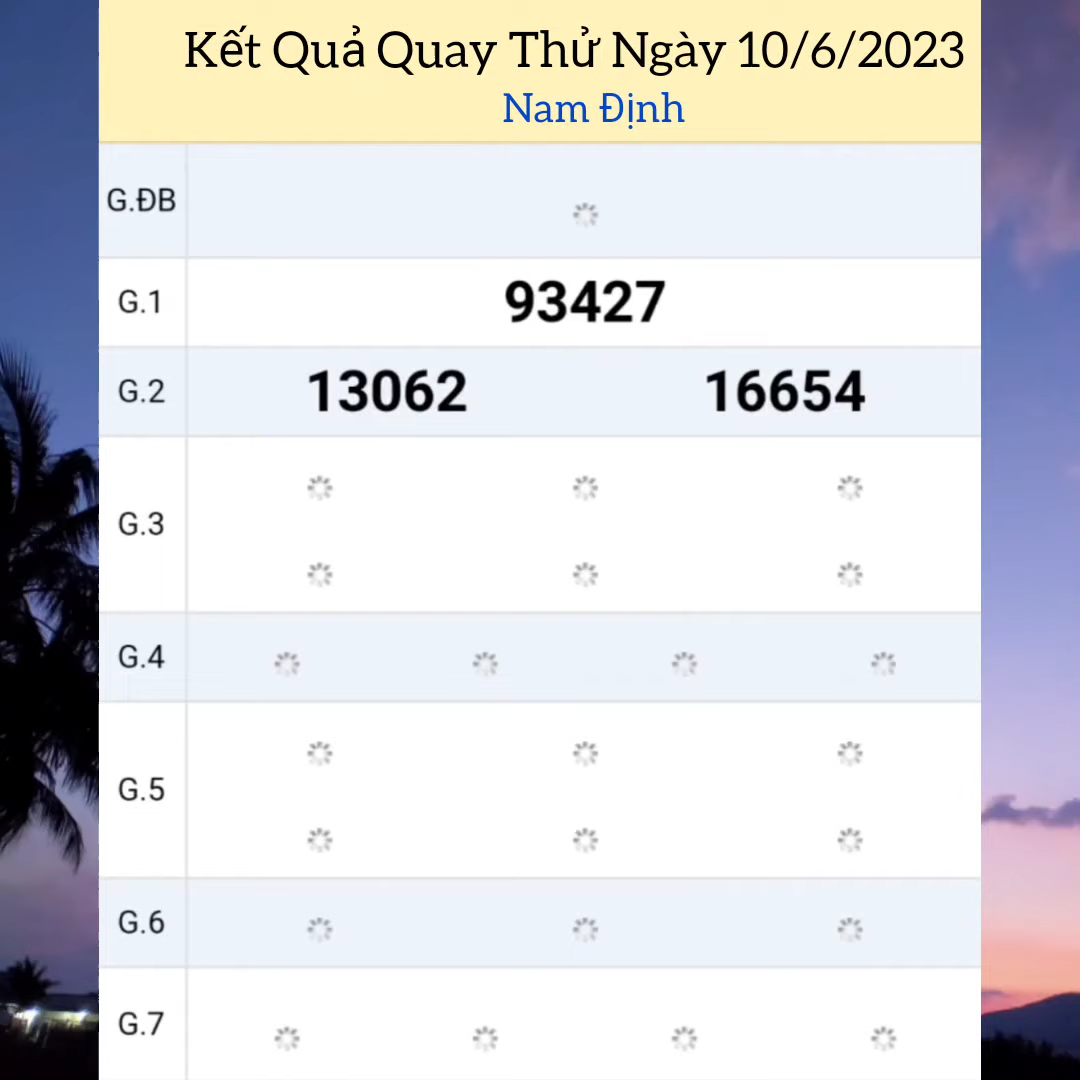 Kết Quả Quay Thử Ngày 10/6/2023
Nam Định
G.ĐB
G.1 93427
G.2 13062 16654
G.3
G.4
G.5
G.6
G.7